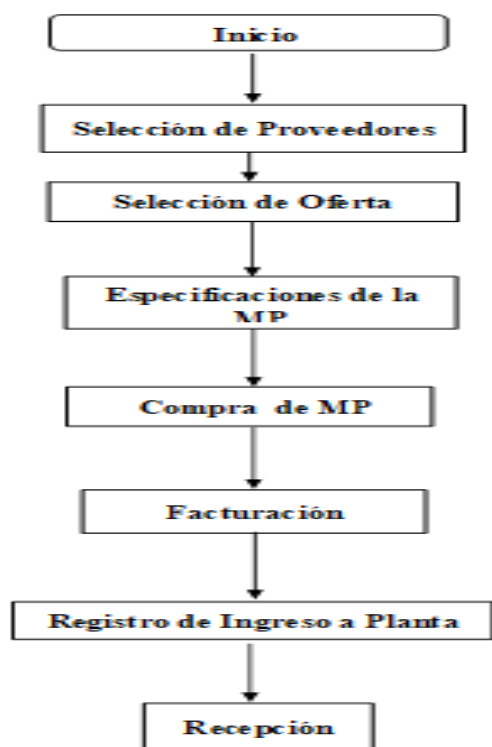 Inicio
Selección de Proveedores
Selección de Oferta
Especificaciones de la
MP
Compra de MP
Facturación
Registro de Ingreso a Planta
Recepción